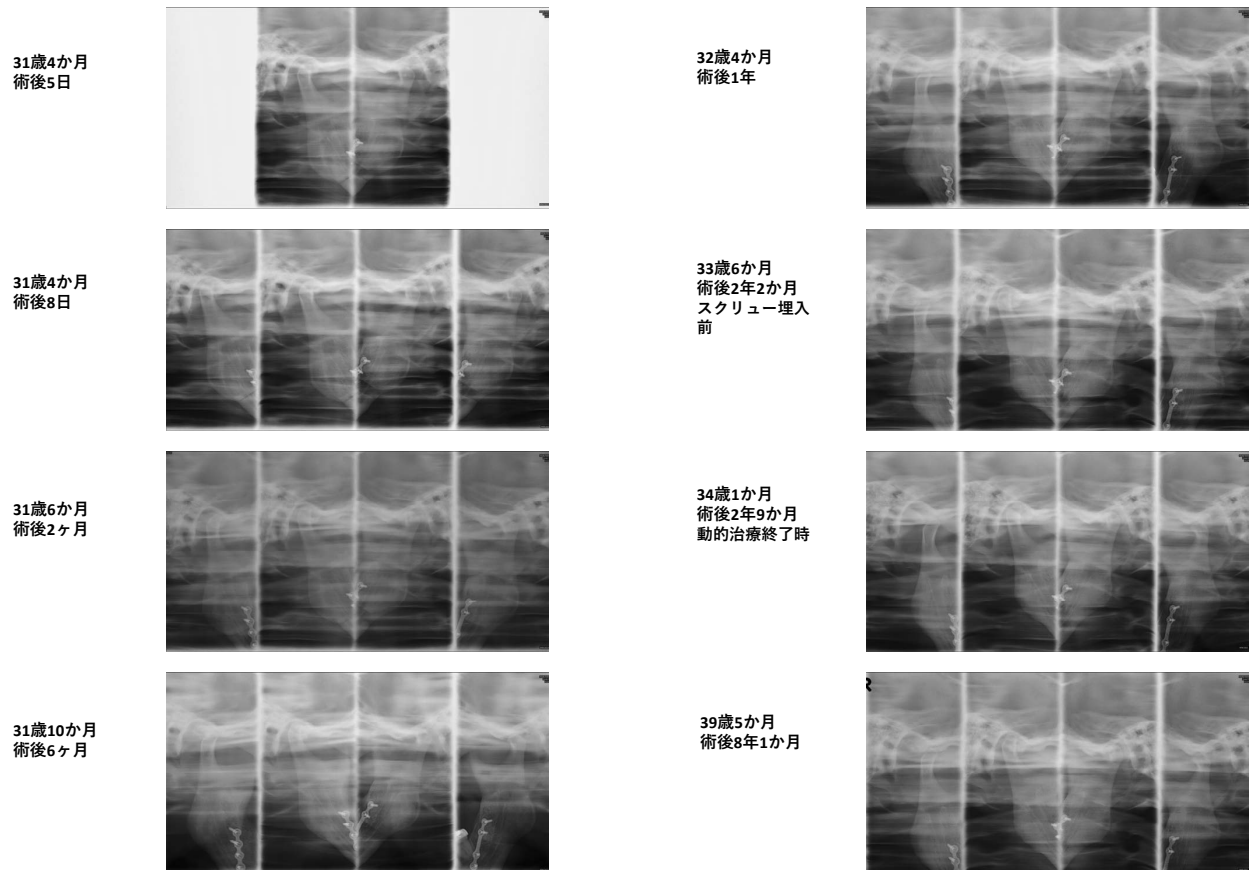 31歳4か月
術後5日
31歳4か月
術後8日
31歳6か月
術後2ヶ月
31歳10か月
術後6ヶ月
32歳4か月
術後1年
33歳6か月
術後2年2か月
スクリュー埋入
前
34歳1か月
術後2年9か月
動的治療終了時
39歳5か月
術後8年1か月
R